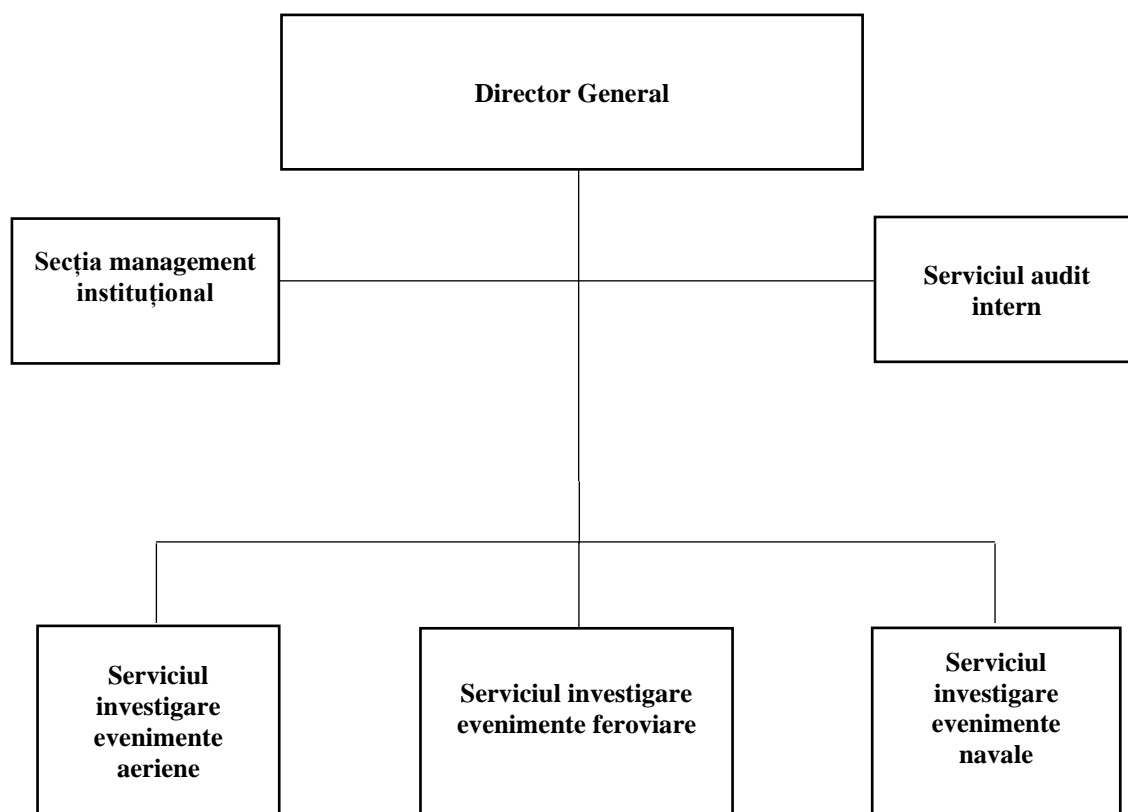 Director General
Secția management
instituțional
Serviciul audit
intern
Serviciul
investigare
evenimente
aeriene
Serviciul investigare
evenimente feroviare
Serviciul
investigare
evenimente
navale